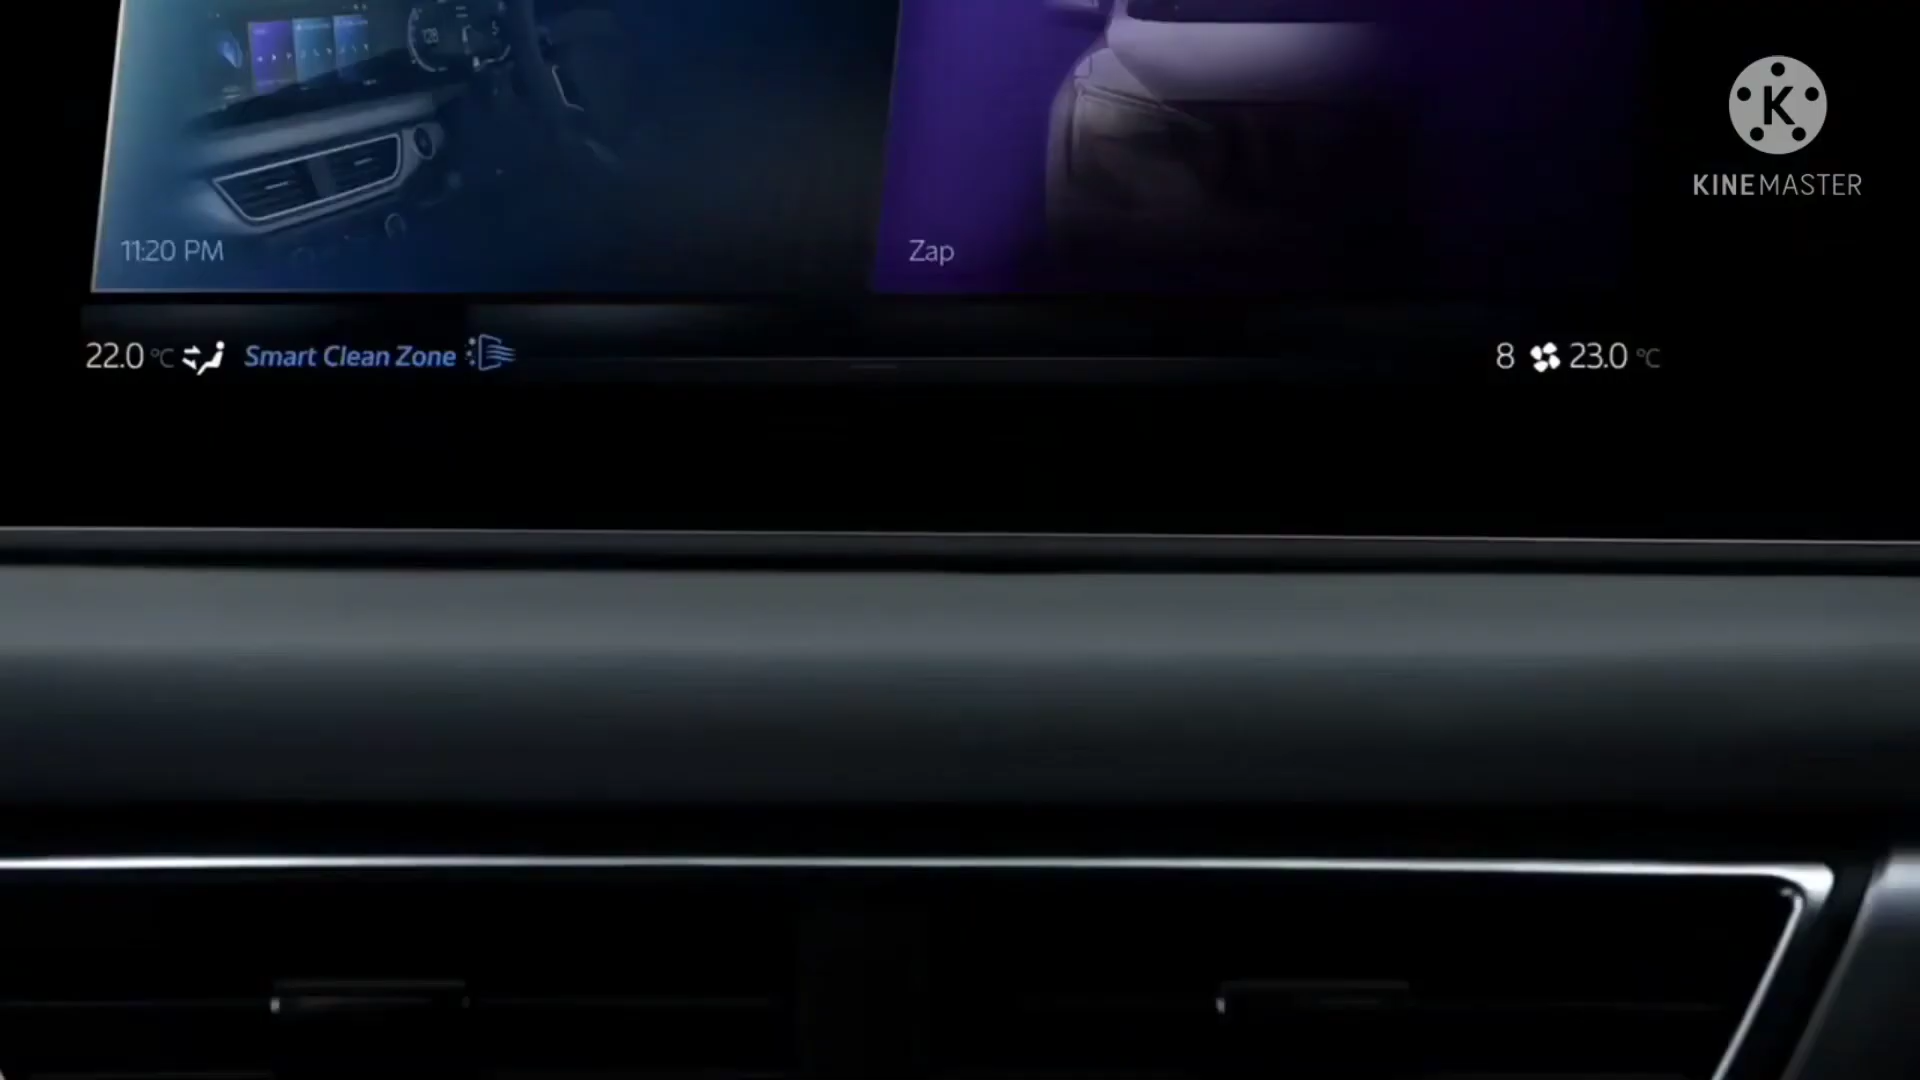 K
KINEMASTER
11:20 PM
Zap
22.0 °C Smart Clean Zone
8 23.0 °C